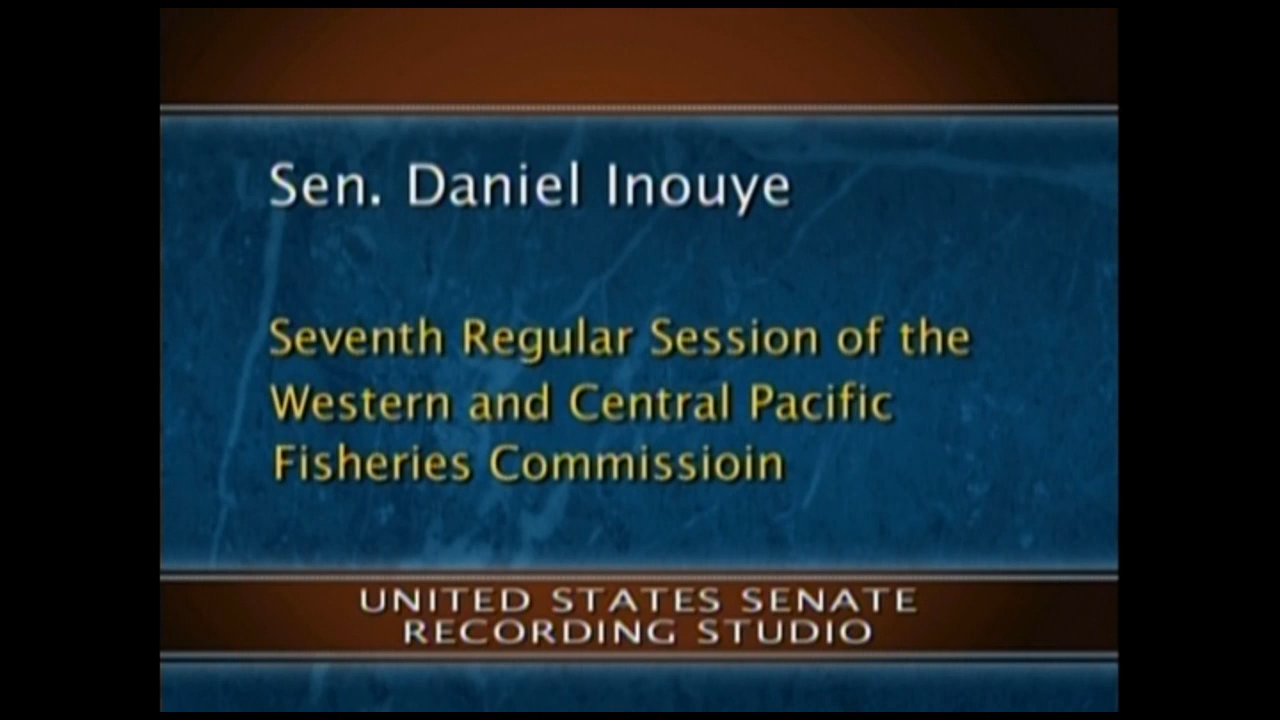 Sen. Daniel Inouye
Seventh Regular Session of the
Western and Central Pacific
Fisheries Commissioin
UNITED STATES SENATE
RECORDING STUDIO